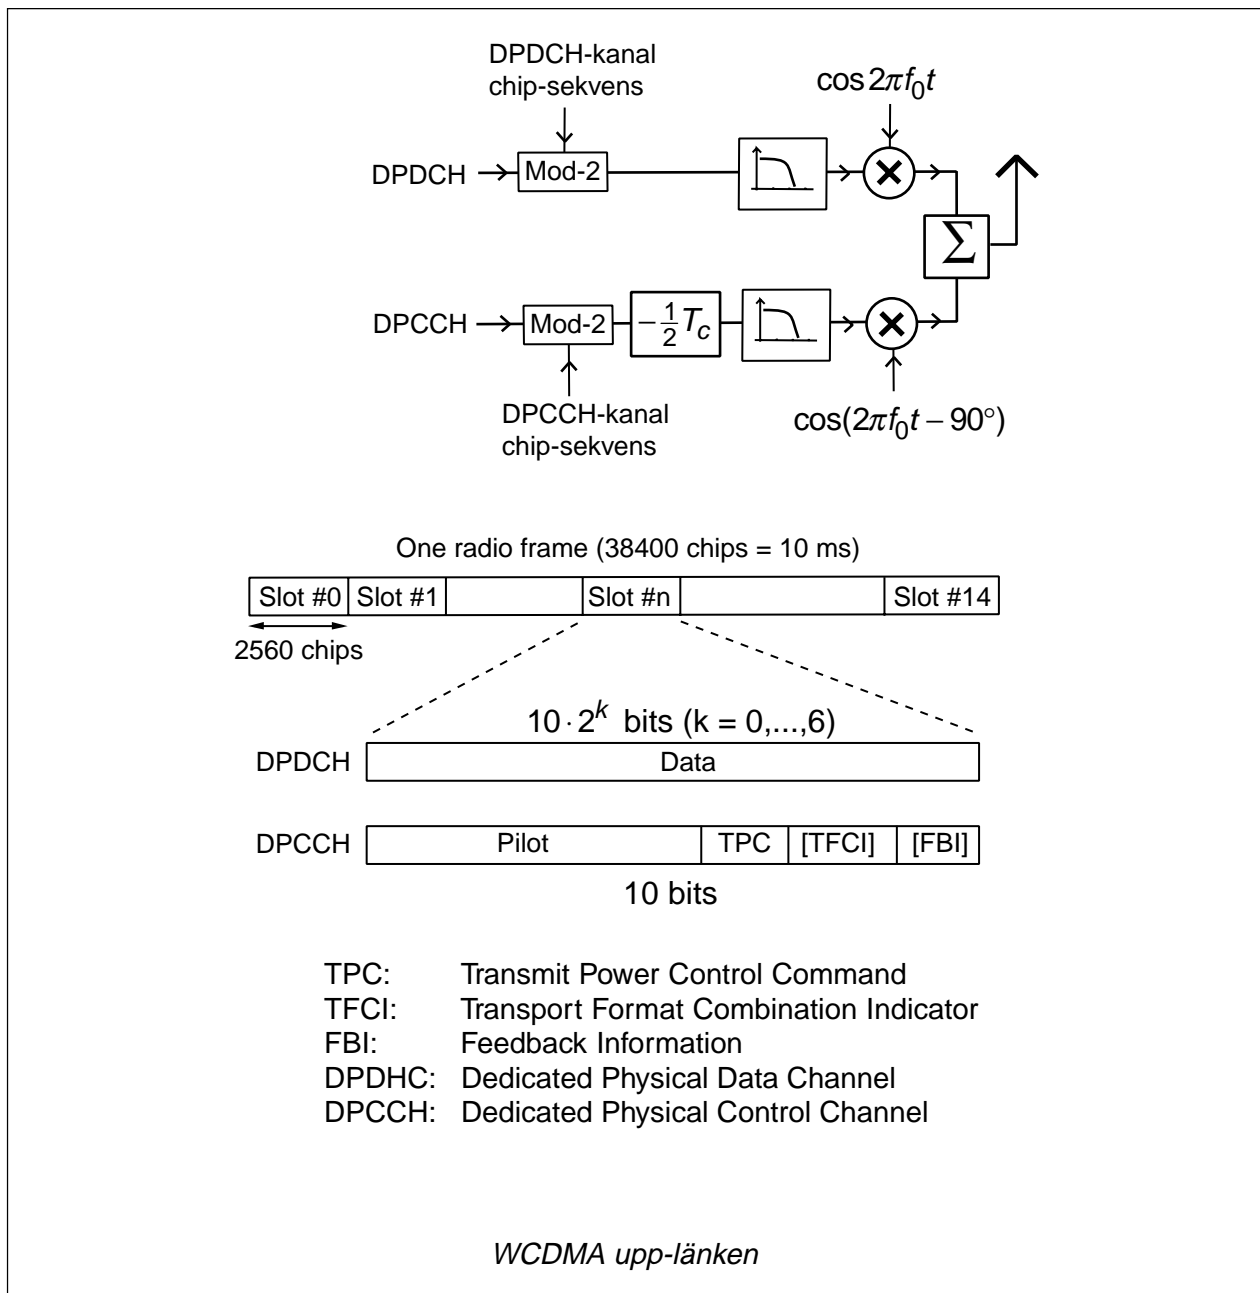 DPDCH-kanal
chip-sekvens
cos 2πf₀t
DPDCH
Mod-2
Σ
DPCCH
Mod-2
−½T_c
DPCCH-kanal
chip-sekvens
cos(2πf₀t − 90°)
One radio frame (38400 chips = 10 ms)
Slot #0
Slot #1
Slot #n
Slot #14
2560 chips
10 · 2^k bits (k = 0,...,6)
DPDCH
Data
DPCCH
Pilot
TPC
[TFCI]
[FBI]
10 bits
TPC: Transmit Power Control Command
TFCI: Transport Format Combination Indicator
FBI: Feedback Information
DPDHC: Dedicated Physical Data Channel
DPCCH: Dedicated Physical Control Channel
WCDMA upp-länken